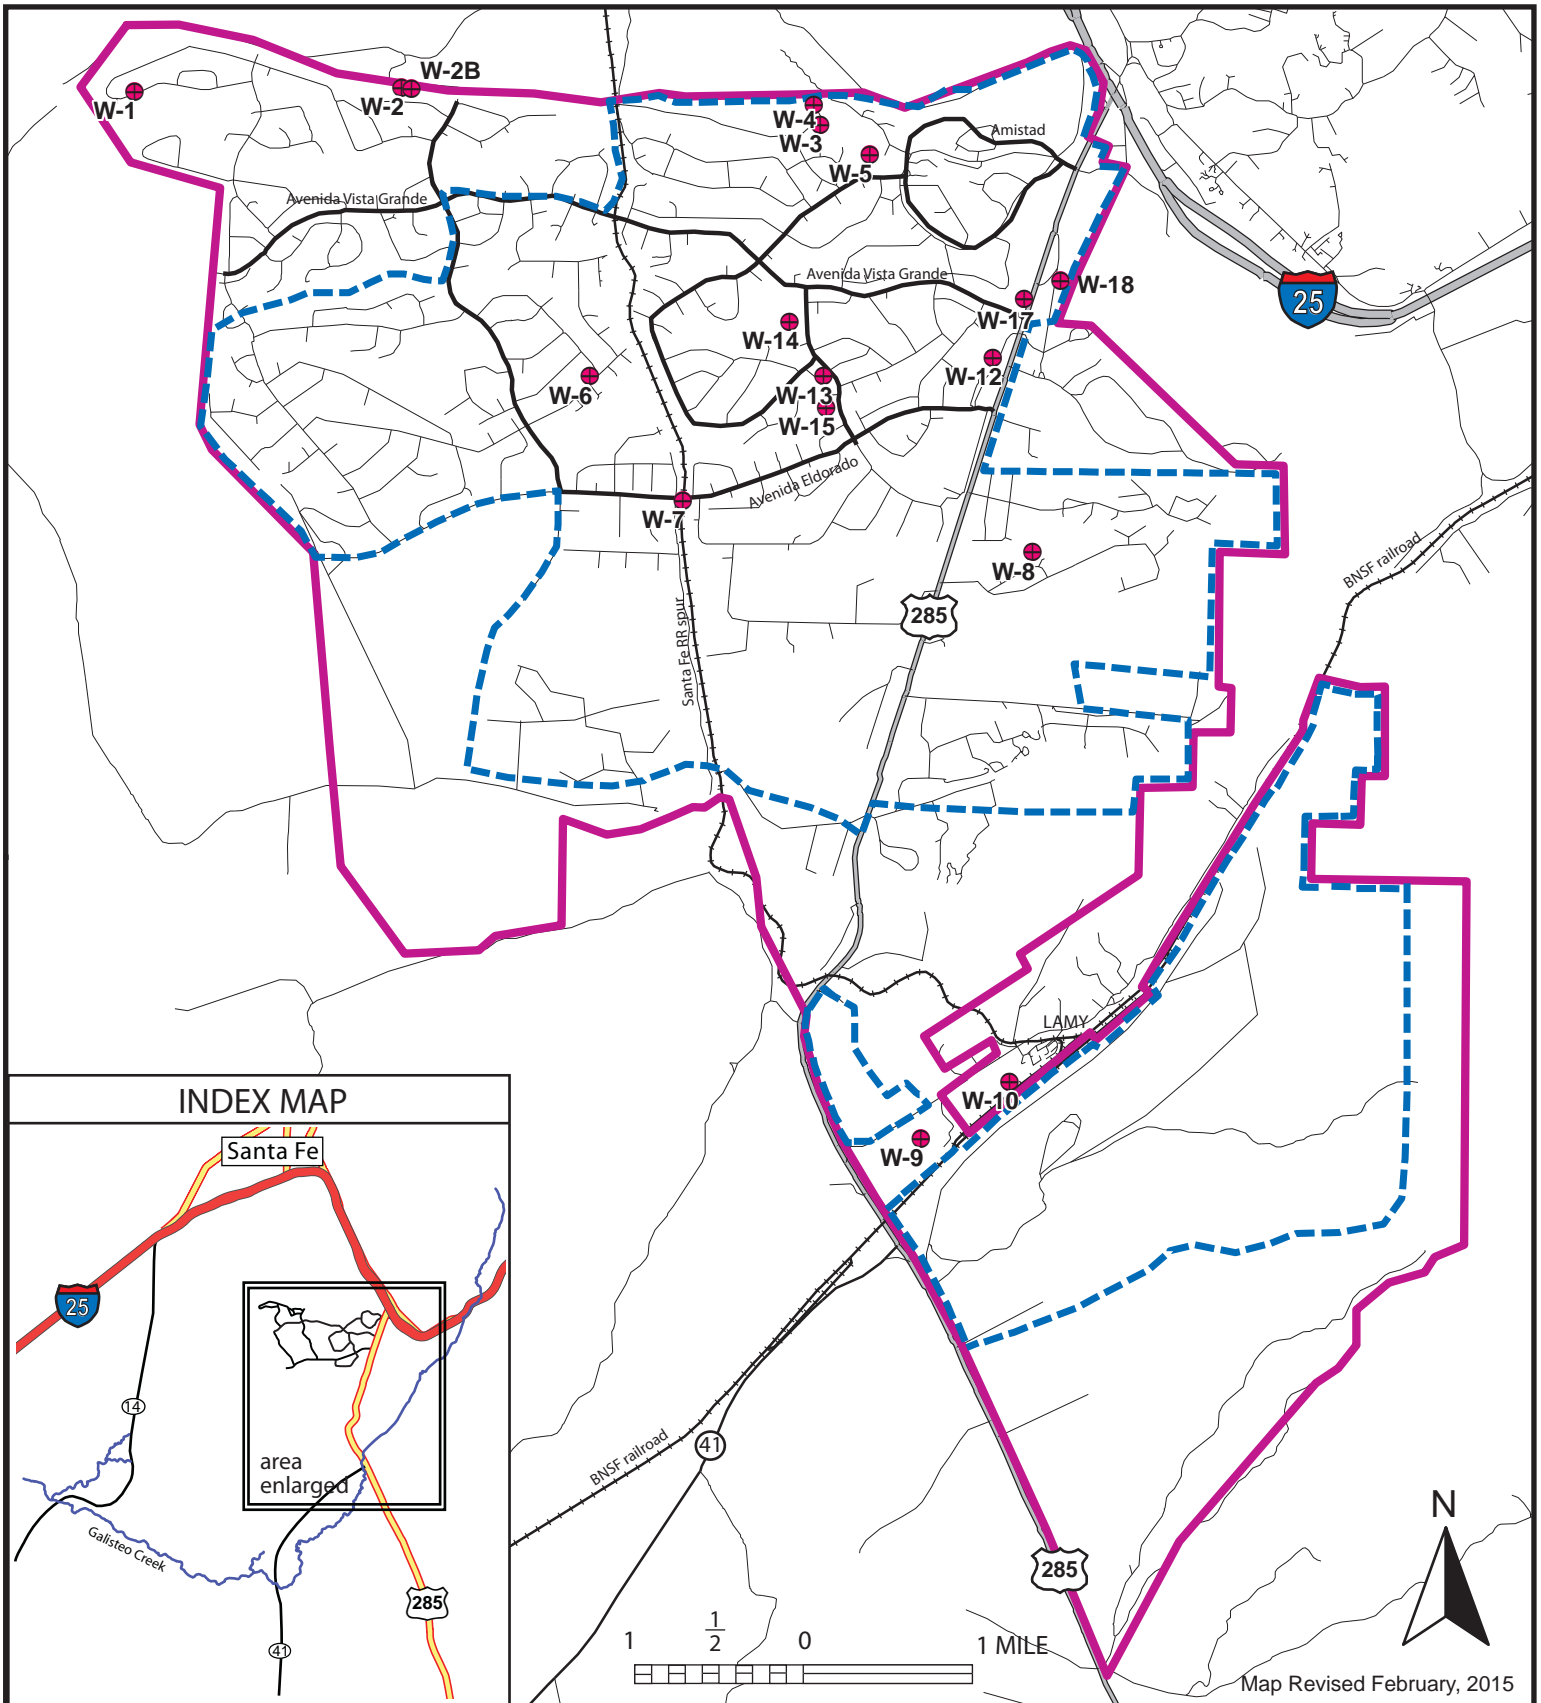 W-2B
W-1
W-2
W-4
W-3
Amistad
W-5
Avenida Vista Grande
Avenida Vista Grande
W-18
25
W-17
W-14
W-12
W-6
W-13
W-15
Avenida Eldorado
W-7
BNSF railroad
W-8
285
Santa Fe RR spur
LAMY
W-10
W-9
INDEX MAP
Santa Fe
25
14
area
enlarged
Galisteo Creek
285
41
BNSF railroad
41
285
N
1
1/2
0
1 MILE
Map Revised February, 2015